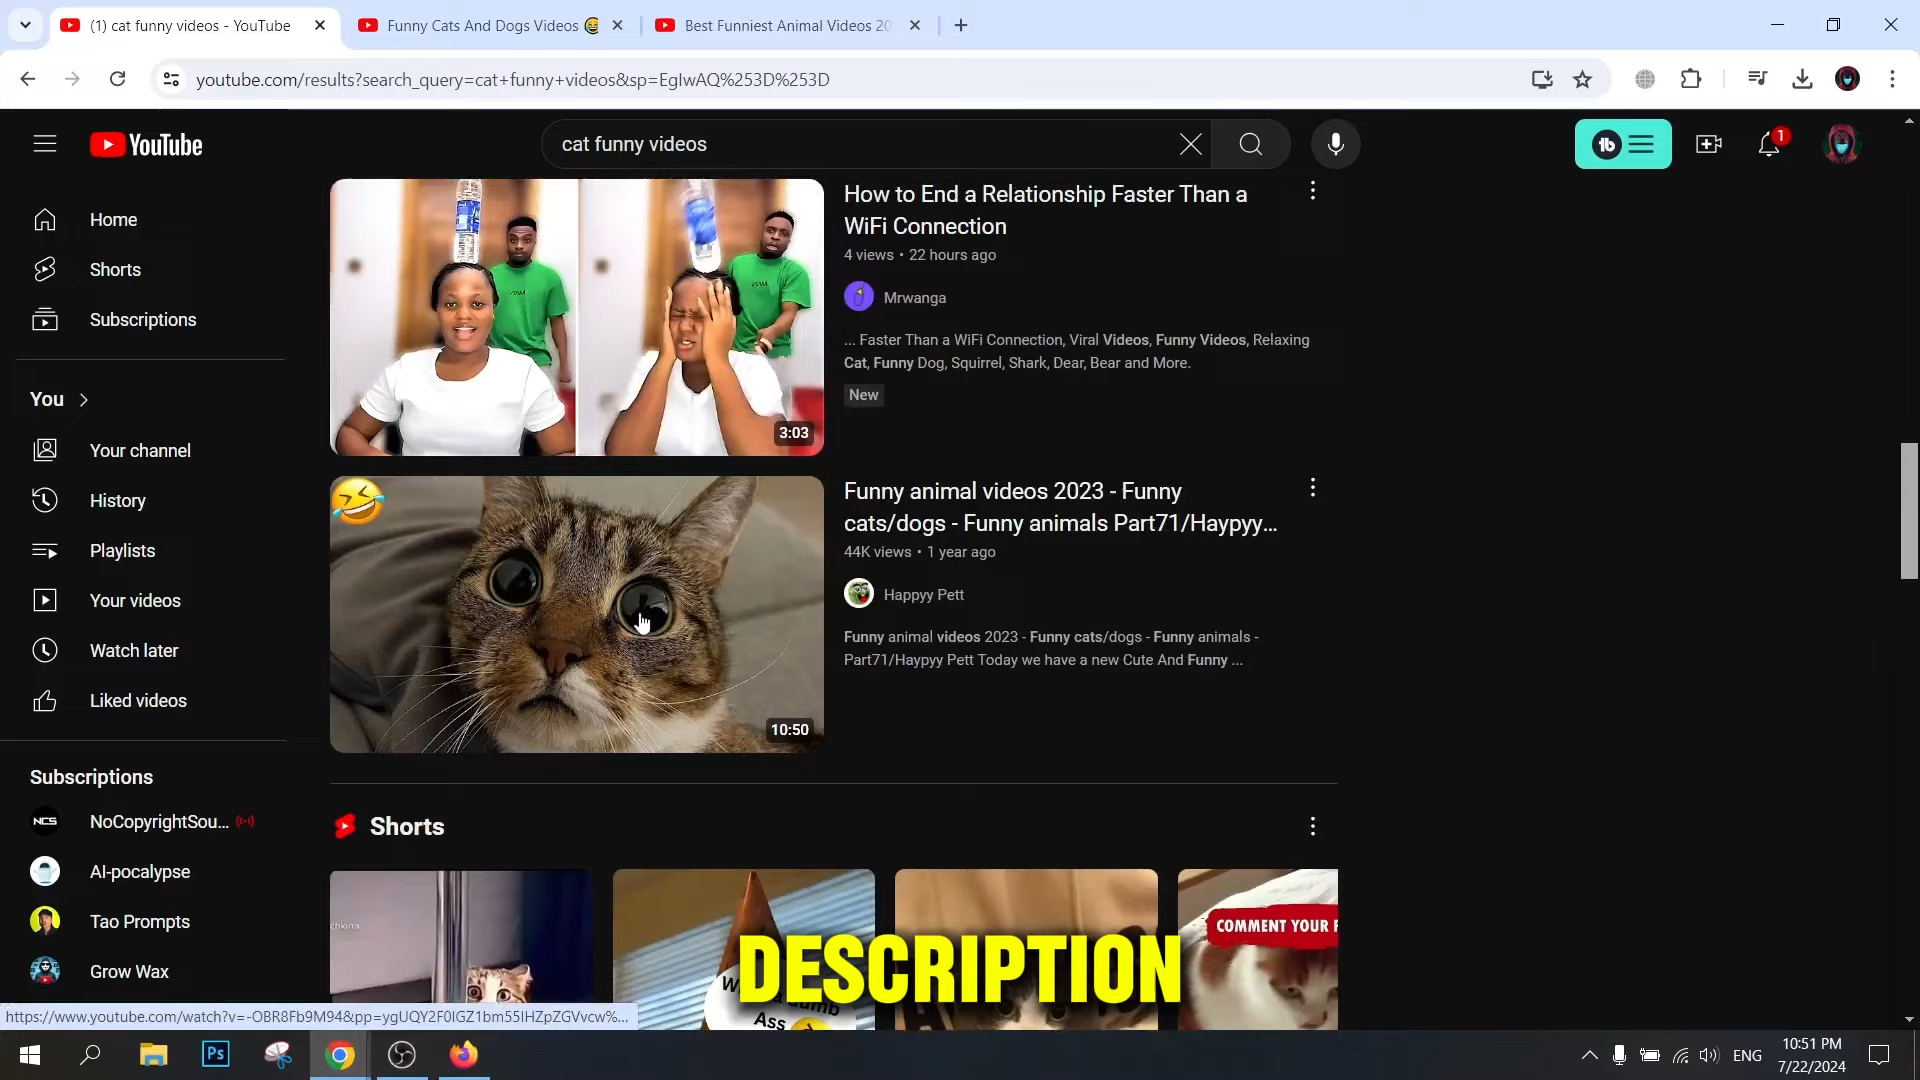 (1) cat funny videos - YouTube
Funny Cats And Dogs Videos 😅
Best Funniest Animal Videos 20
youtube.com/results?search_query=cat+funny+videos&sp=EgIwAQ%253D%253D
YouTube
cat funny videos
1
Home
Shorts
Subscriptions
You
Your channel
History
Playlists
Your videos
Watch later
Liked videos
Subscriptions
NoCopyrightSou...
AI-pocalypse
Tao Prompts
Grow Wax
NCS
3:03
How to End a Relationship Faster Than a
WiFi Connection
4 views • 22 hours ago
Mrwanga
... Faster Than a WiFi Connection, Viral Videos, Funny Videos, Relaxing
Cat, Funny Dog, Squirrel, Shark, Dear, Bear and More.
New
10:50
Funny animal videos 2023 - Funny
cats/dogs - Funny animals Part71/Haypyy...
44K views • 1 year ago
Happyy Pett
Funny animal videos 2023 - Funny cats/dogs - Funny animals -
Part71/Haypyy Pett Today we have a new Cute And Funny ...
Shorts
COMMENT YOUR
Ass
DESCRIPTION
https://www.youtube.com/watch?v=-OBR8Fb9M94&pp=ygUQY2F0IGZ1bm55IHZpZGVvcw%...
Ps
ENG
10:51 PM
7/22/2024